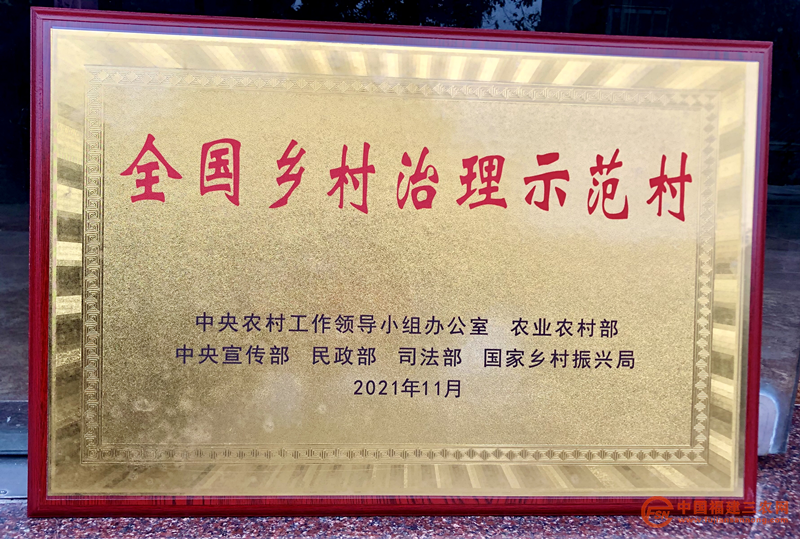 全国乡村治理示范村
中央农村工作领导小组办公室 农业农村部
中央宣传部 民政部 司法部 国家乡村振兴局
2021年11月
中国福建三农网